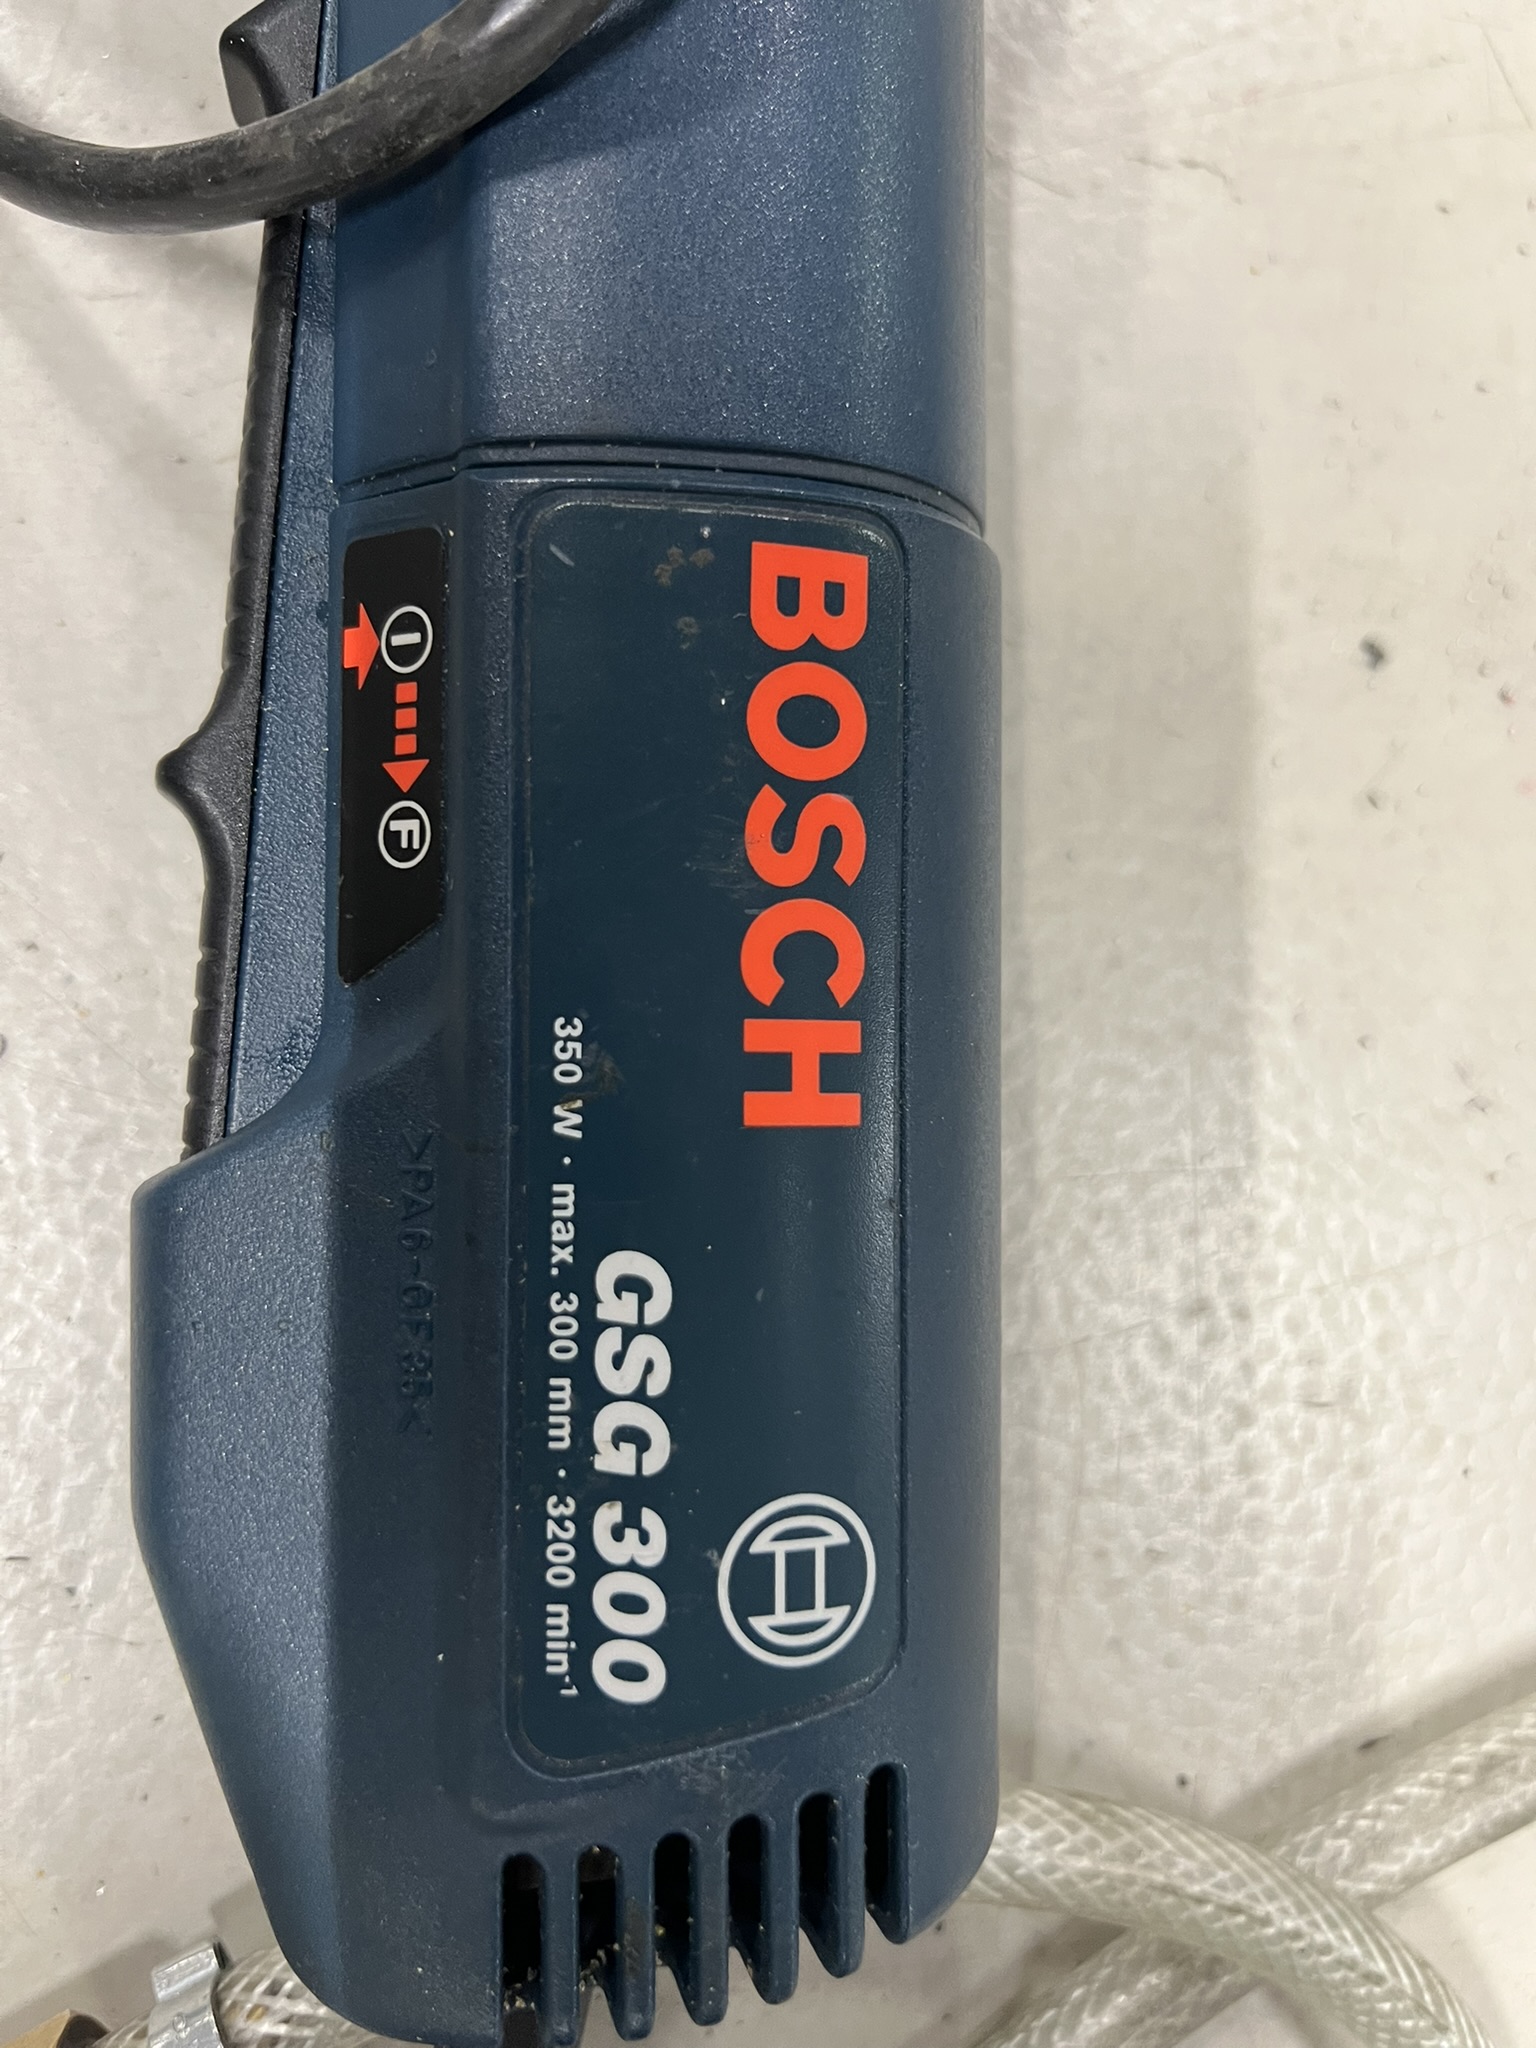 BOSCH
GSG 300
350 W · max. 300 mm · 3200 min⁻¹
I
F
>PA6-GF35<